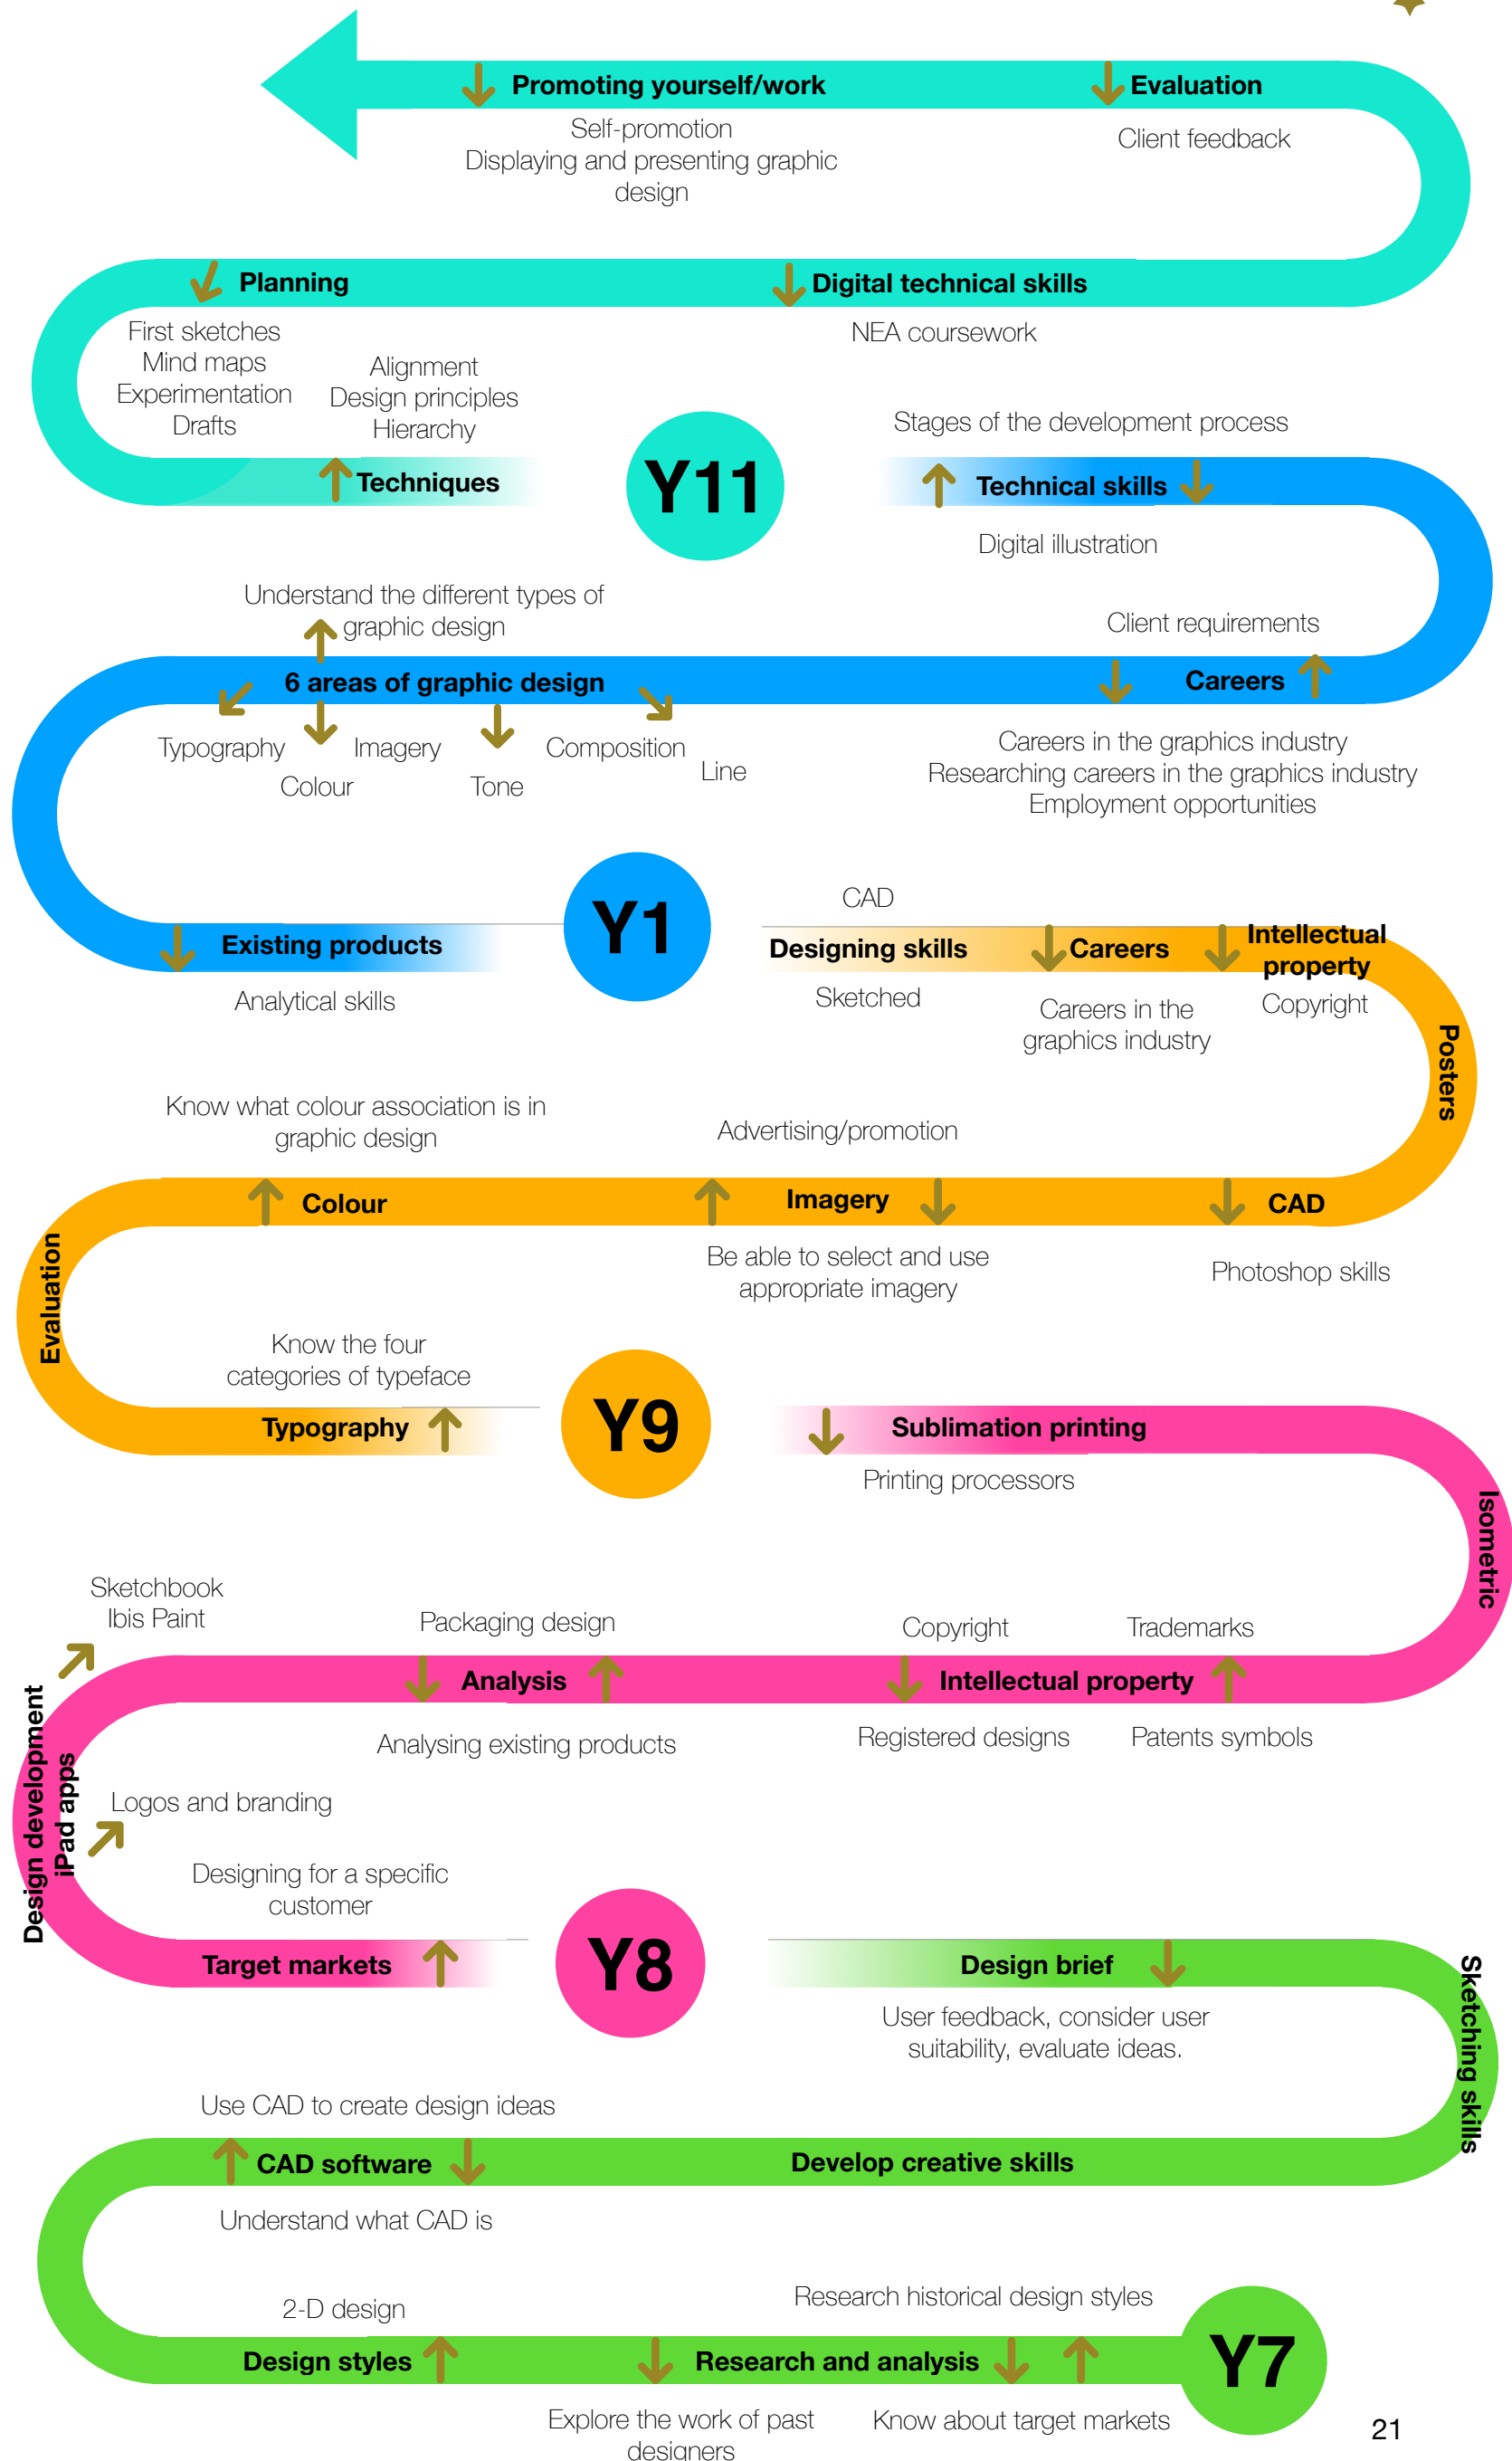 Promoting yourself/work
Evaluation
Self-promotion
Displaying and presenting graphic
design
Client feedback
Planning
Digital technical skills
First sketches
Mind maps
Experimentation
Drafts
Alignment
Design principles
Hierarchy
NEA coursework
Techniques
Y11
Stages of the development process
Technical skills
Digital illustration
Understand the different types of
graphic design
Client requirements
6 areas of graphic design
Careers
Typography
Colour
Imagery
Tone
Composition
Line
Careers in the graphics industry
Researching careers in the graphics industry
Employment opportunities
Existing products
Analytical skills
Y1
CAD
Designing skills
Sketched
Careers
Careers in the
graphics industry
Intellectual
property
Copyright
Posters
Know what colour association is in
graphic design
Advertising/promotion
Colour
Imagery
CAD
Be able to select and use
appropriate imagery
Photoshop skills
Evaluation
Know the four
categories of typeface
Typography
Y9
Sublimation printing
Printing processors
Isometric
Sketchbook
Ibis Paint
Packaging design
Copyright
Trademarks
Analysis
Intellectual property
Analysing existing products
Registered designs
Patents symbols
Design development
iPad apps
Logos and branding
Designing for a specific
customer
Target markets
Y8
Design brief
User feedback, consider user
suitability, evaluate ideas.
Sketching skills
Use CAD to create design ideas
CAD software
Develop creative skills
Understand what CAD is
2-D design
Research historical design styles
Design styles
Research and analysis
Y7
Explore the work of past
designers
Know about target markets
21